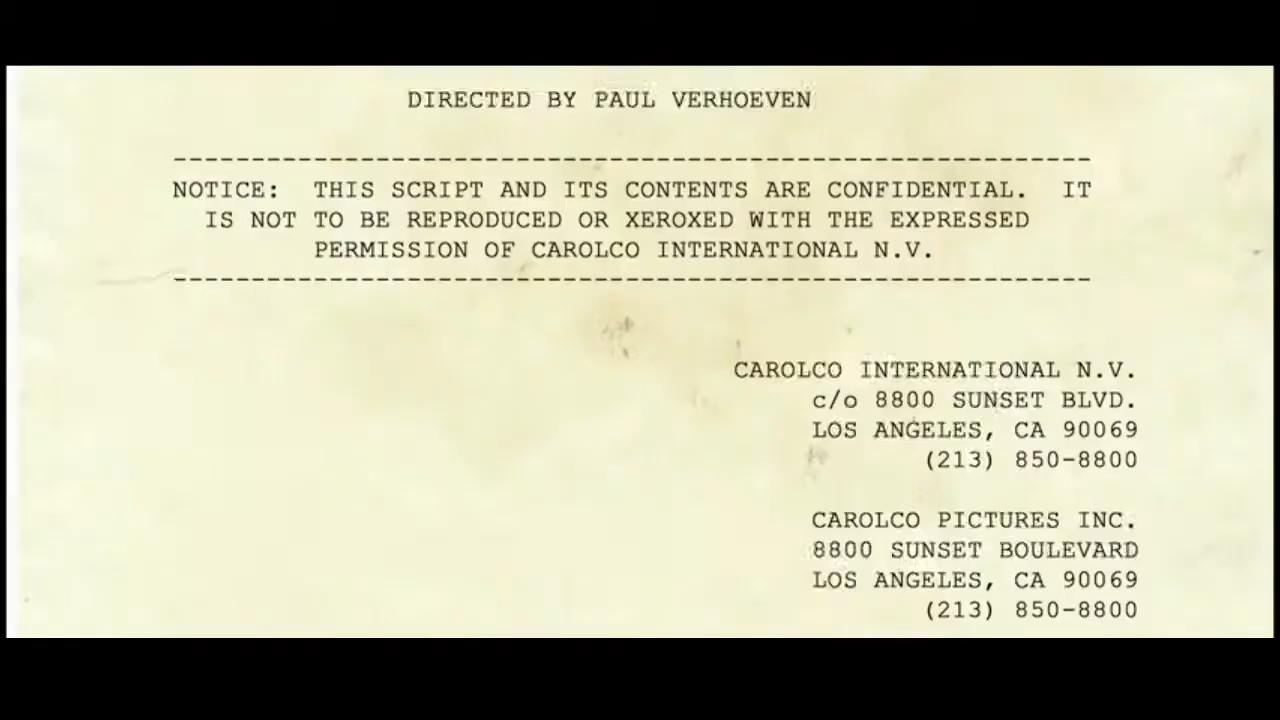 DIRECTED BY PAUL VERHOEVEN
------------------------------------------------------------
NOTICE:  THIS SCRIPT AND ITS CONTENTS ARE CONFIDENTIAL.  IT
IS NOT TO BE REPRODUCED OR XEROXED WITH THE EXPRESSED
PERMISSION OF CAROLCO INTERNATIONAL N.V.
------------------------------------------------------------
CAROLCO INTERNATIONAL N.V.
c/o 8800 SUNSET BLVD.
LOS ANGELES, CA 90069
(213) 850-8800
CAROLCO PICTURES INC.
8800 SUNSET BOULEVARD
LOS ANGELES, CA 90069
(213) 850-8800